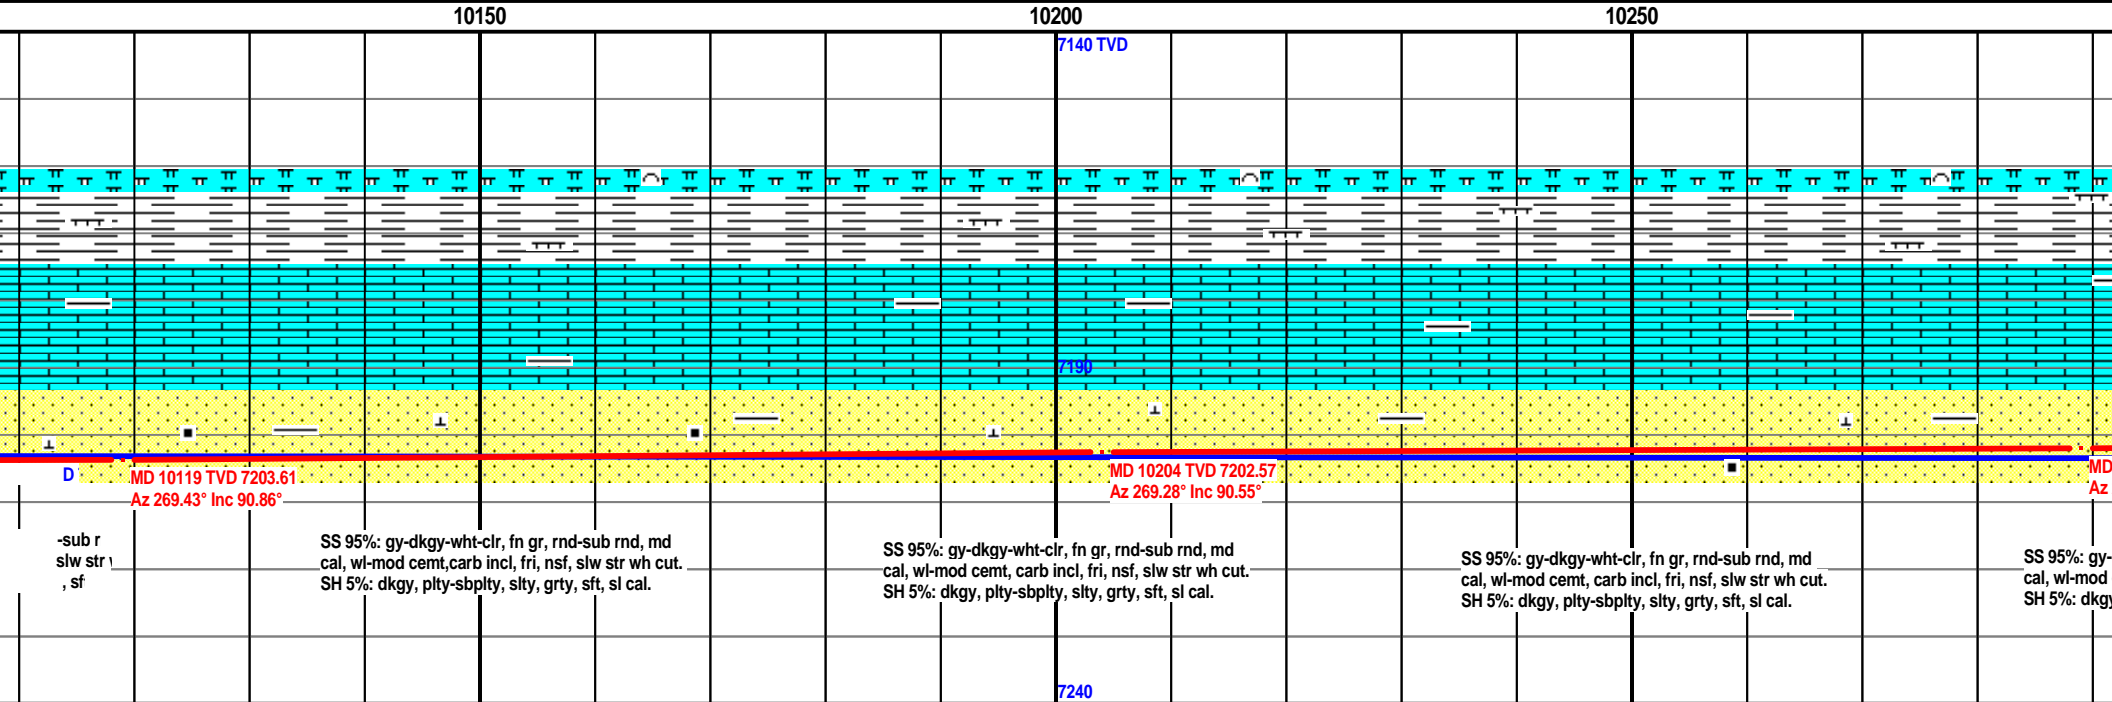 10150
10200
10250
7140 TVD
7190
D
MD 10119 TVD 7203.61
Az 269.43° Inc 90.86°
MD 10204 TVD 7202.57
Az 269.28° Inc 90.55°
MD
Az
-sub r
slw str
, sf
SS 95%: gy-dkgy-wht-clr, fn gr, rnd-sub rnd, md
cal, wl-mod cemt,carb incl, fri, nsf, slw str wh cut.
SH 5%: dkgy, plty-sbplty, slty, grty, sft, sl cal.
SS 95%: gy-dkgy-wht-clr, fn gr, rnd-sub rnd, md
cal, wl-mod cemt, carb incl, fri, nsf, slw str wh cut.
SH 5%: dkgy, plty-sbplty, slty, grty, sft, sl cal.
SS 95%: gy-dkgy-wht-clr, fn gr, rnd-sub rnd, md
cal, wl-mod cemt, carb incl, fri, nsf, slw str wh cut.
SH 5%: dkgy, plty-sbplty, slty, grty, sft, sl cal.
SS 95%: gy-
cal, wl-mod
SH 5%: dkgy
7240